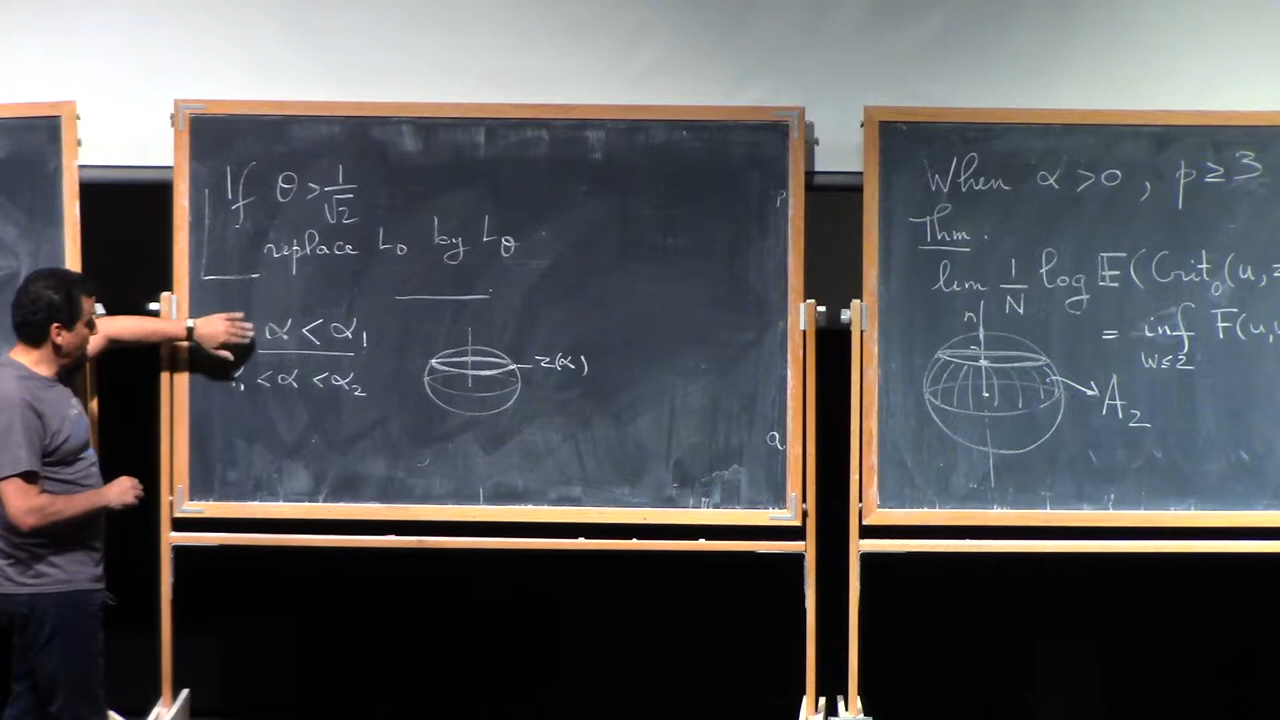 If θ > 1/√2
replace L₀ by L_θ
α < α₁
< α < α₂
z(α)
When α > 0, p ≥ 3
Thm.
lim 1/N log 𝔼(Crit₀(u,
= inf F(u,
W≤z
n
A₂